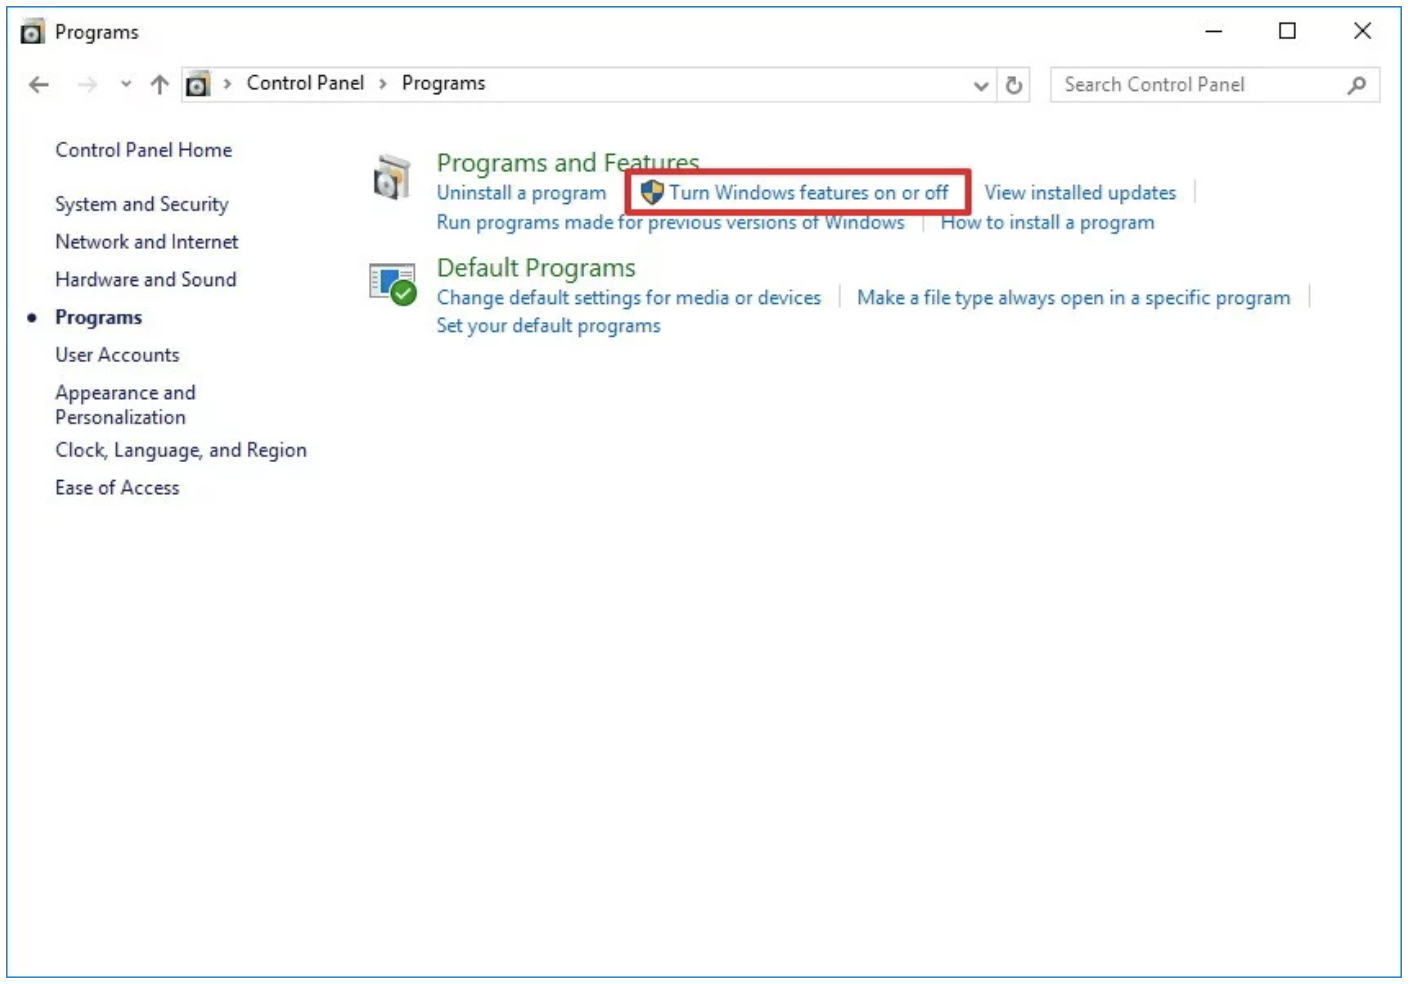 Programs
Control Panel Programs
Search Control Panel
Control Panel Home
System and Security
Network and Internet
Hardware and Sound
Programs
User Accounts
Appearance and
Personalization
Clock, Language, and Region
Ease of Access
Programs and Features
Uninstall a program Turn Windows features on or off View installed updates
Run programs made for previous versions of Windows How to install a program
Default Programs
Change default settings for media or devices Make a file type always open in a specific program
Set your default programs